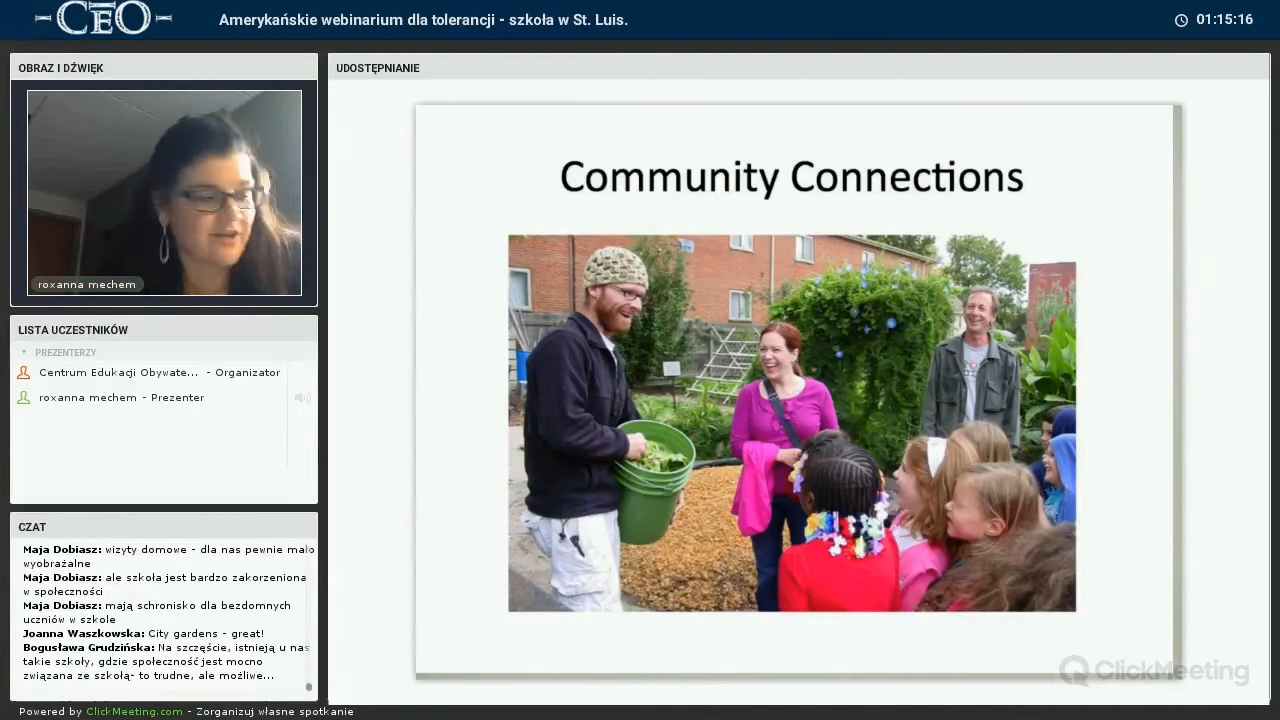 CEO
Amerykańskie webinarium dla tolerancji - szkoła w St. Luis.
01:15:16
OBRAZ I DŹWIĘK
roxanna mechem
LISTA UCZESTNIKÓW
PREZENTERZY
Centrum Edukacji Obywate... - Organizator
roxanna mechem - Prezenter
CZAT
Maja Dobiasz: wizyty domowe - dla nas pewnie mało
wyobrażalne
Maja Dobiasz: ale szkoła jest bardzo zakorzeniona
w społeczności
Maja Dobiasz: mają schronisko dla bezdomnych
uczniów w szkole
Joanna Waszkowska: City gardens - great!
Bogusława Grudzińska: Na szczęście, istnieją u nas
takie szkoły, gdzie społeczność jest mocno
związana ze szkołą- to trudne, ale możliwe...
UDOSTĘPNIANIE
Community Connections
ClickMeeting
Powered by ClickMeeting.com - Zorganizuj własne spotkanie